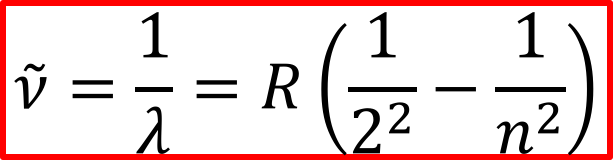 ν̃ = 1/λ = R (1/2² − 1/n²)